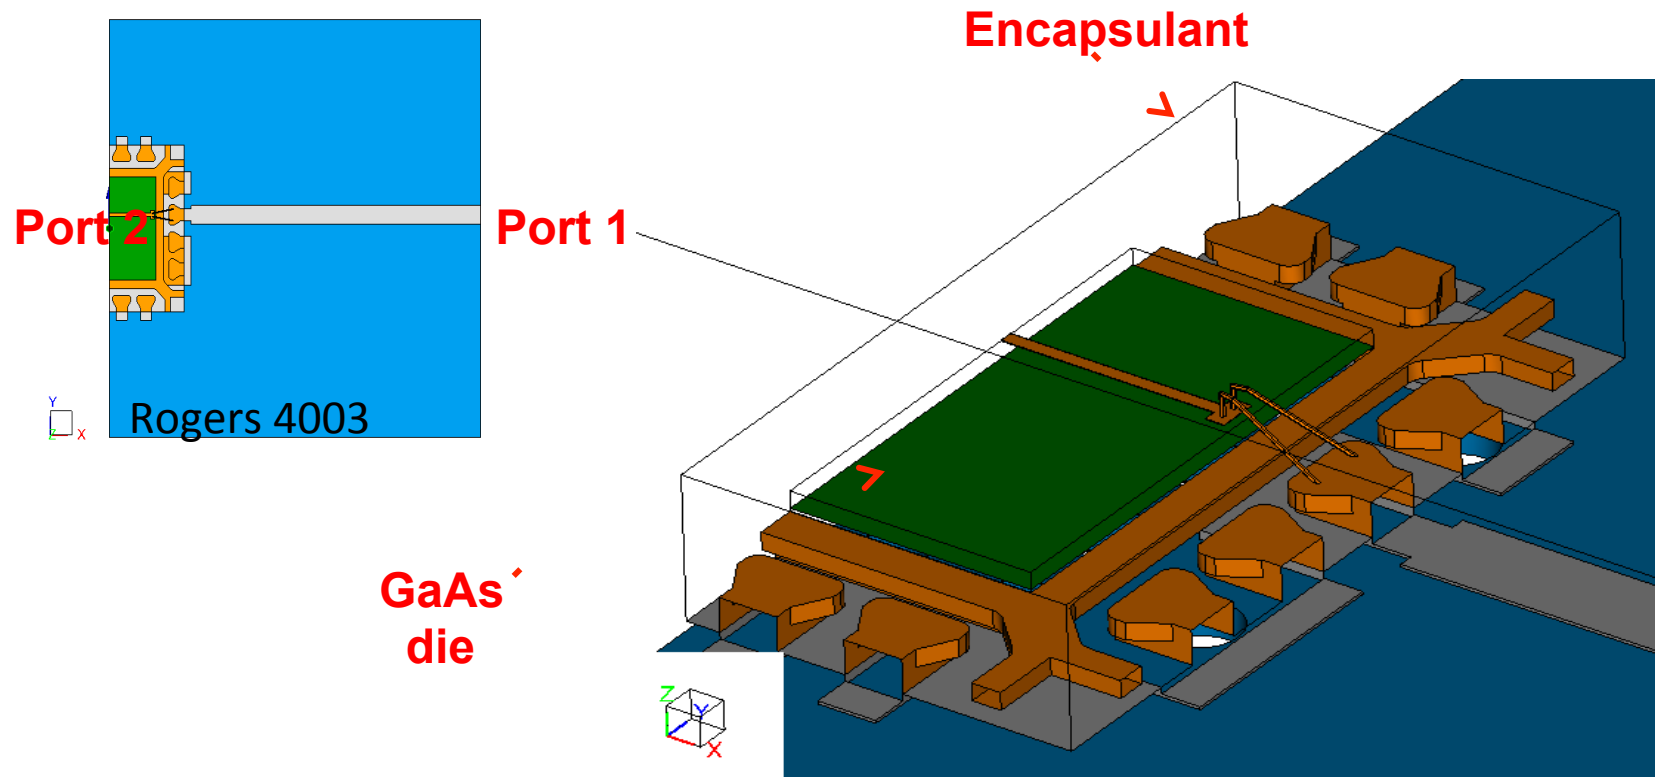 Encapsulant
Port 2
Port 1
Rogers 4003
Y
Z
X
GaAs
die
Z
Y
X